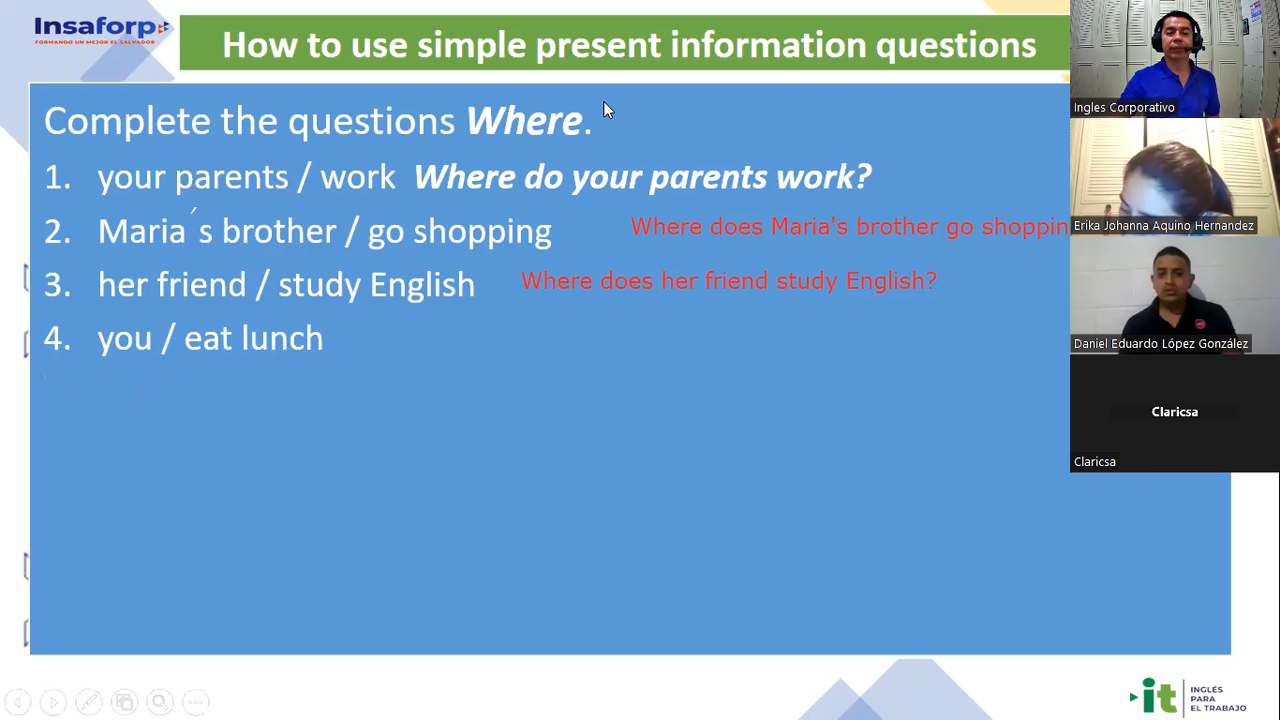 Insaforp
FORMANDO UN MEJOR EL SALVADOR
How to use simple present information questions
Complete the questions Where.
1. your parents / work Where do your parents work?
2. Maria´s brother / go shopping Where does Maria's brother go shoppin
3. her friend / study English Where does her friend study English?
4. you / eat lunch
Ingles Corporativo
Erika Johanna Aquino Hernandez
Daniel Eduardo López González
Claricsa
Claricsa
it INGLÉS
PARA
EL TRABAJO